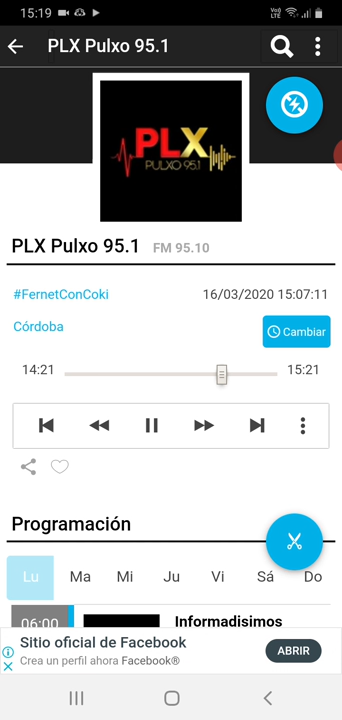 15:19
Vo)) LTE
PLX Pulxo 95.1
PLX
PULXO 95.1
PLX Pulxo 95.1 FM 95.10
#FernetConCoki 16/03/2020 15:07:11
Córdoba Cambiar
14:21 15:21
Programación
Lu Ma Mi Ju Vi Sá Do
06:00 Informadisimos
Sitio oficial de Facebook
Crea un perfil ahora Facebook®
ABRIR